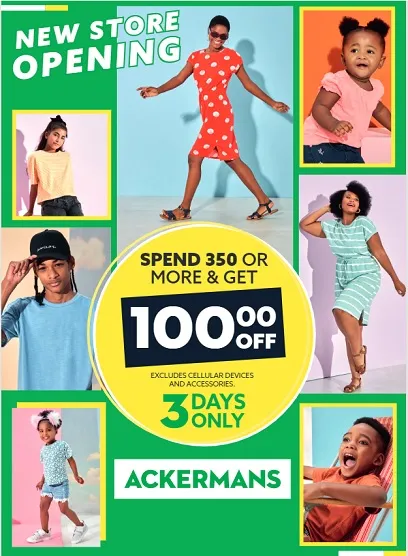 NEW STORE
OPENING
SPEND 350 OR
MORE & GET
100 00
OFF
EXCLUDES CELLULAR DEVICES
AND ACCESSORIES.
3 DAYS
ONLY
ACKERMANS